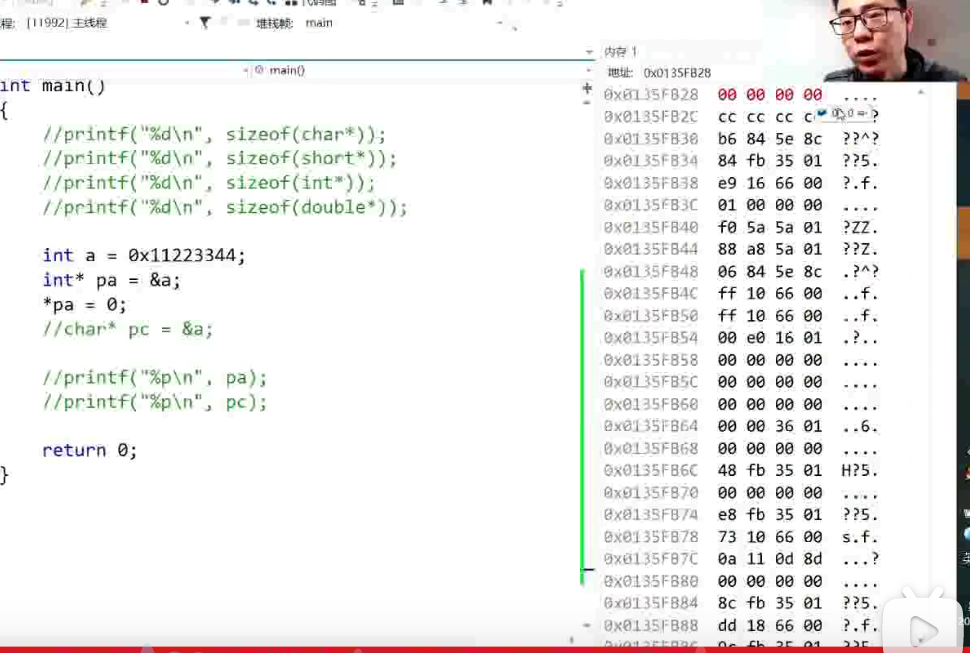 程: [11992] 主线程 堆栈帧: main
main()
int main()
{
//printf("%d\n", sizeof(char*));
//printf("%d\n", sizeof(short*));
//printf("%d\n", sizeof(int*));
//printf("%d\n", sizeof(double*));
int a = 0x11223344;
int* pa = &a;
*pa = 0;
//char* pc = &a;
//printf("%p\n", pa);
//printf("%p\n", pc);
return 0;
}
内存 1
地址: 0x0135FB28
0x0135FB28 00 00 00 00 ....
0x0135FB2C cc cc cc
0x0135FB30 b6 84 5e 8c ??^?
0x0135FB34 84 fb 35 01 ??5.
0x0135FB38 e9 16 66 00 ?.f.
0x0135FB3C 01 00 00 00 ....
0x0135FB40 f0 5a 5a 01 ?ZZ.
0x0135FB44 88 a8 5a 01 ??Z.
0x0135FB48 06 84 5e 8c .?^?
0x0135FB4C ff 10 66 00 ..f.
0x0135FB50 ff 10 66 00 ..f.
0x0135FB54 00 e0 16 01 .?..
0x0135FB58 00 00 00 00 ....
0x0135FB5C 00 00 00 00 ....
0x0135FB60 00 00 00 00 ....
0x0135FB64 00 00 36 01 ..6.
0x0135FB68 00 00 00 00 ....
0x0135FB6C 48 fb 35 01 H?5.
0x0135FB70 00 00 00 00 ....
0x0135FB74 e8 fb 35 01 ??5.
0x0135FB78 73 10 66 00 s.f.
0x0135FB7C 0a 11 0d 8d ...?
0x0135FB80 00 00 00 00 ....
0x0135FB84 8c fb 35 01 ??5.
0x0135FB88 dd 18 66 00 ?.f.